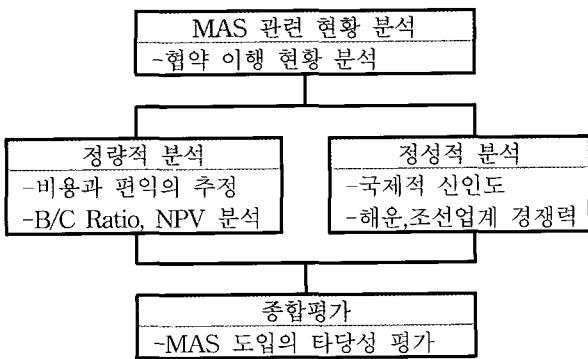 MAS 관련 현황 분석
-협약 이행 현황 분석
정량적 분석
-비용과 편익의 추정
-B/C Ratio, NPV 분석
정성적 분석
-국제적 신인도
-해운,조선업계 경쟁력
종합평가
-MAS 도입의 타당성 평가